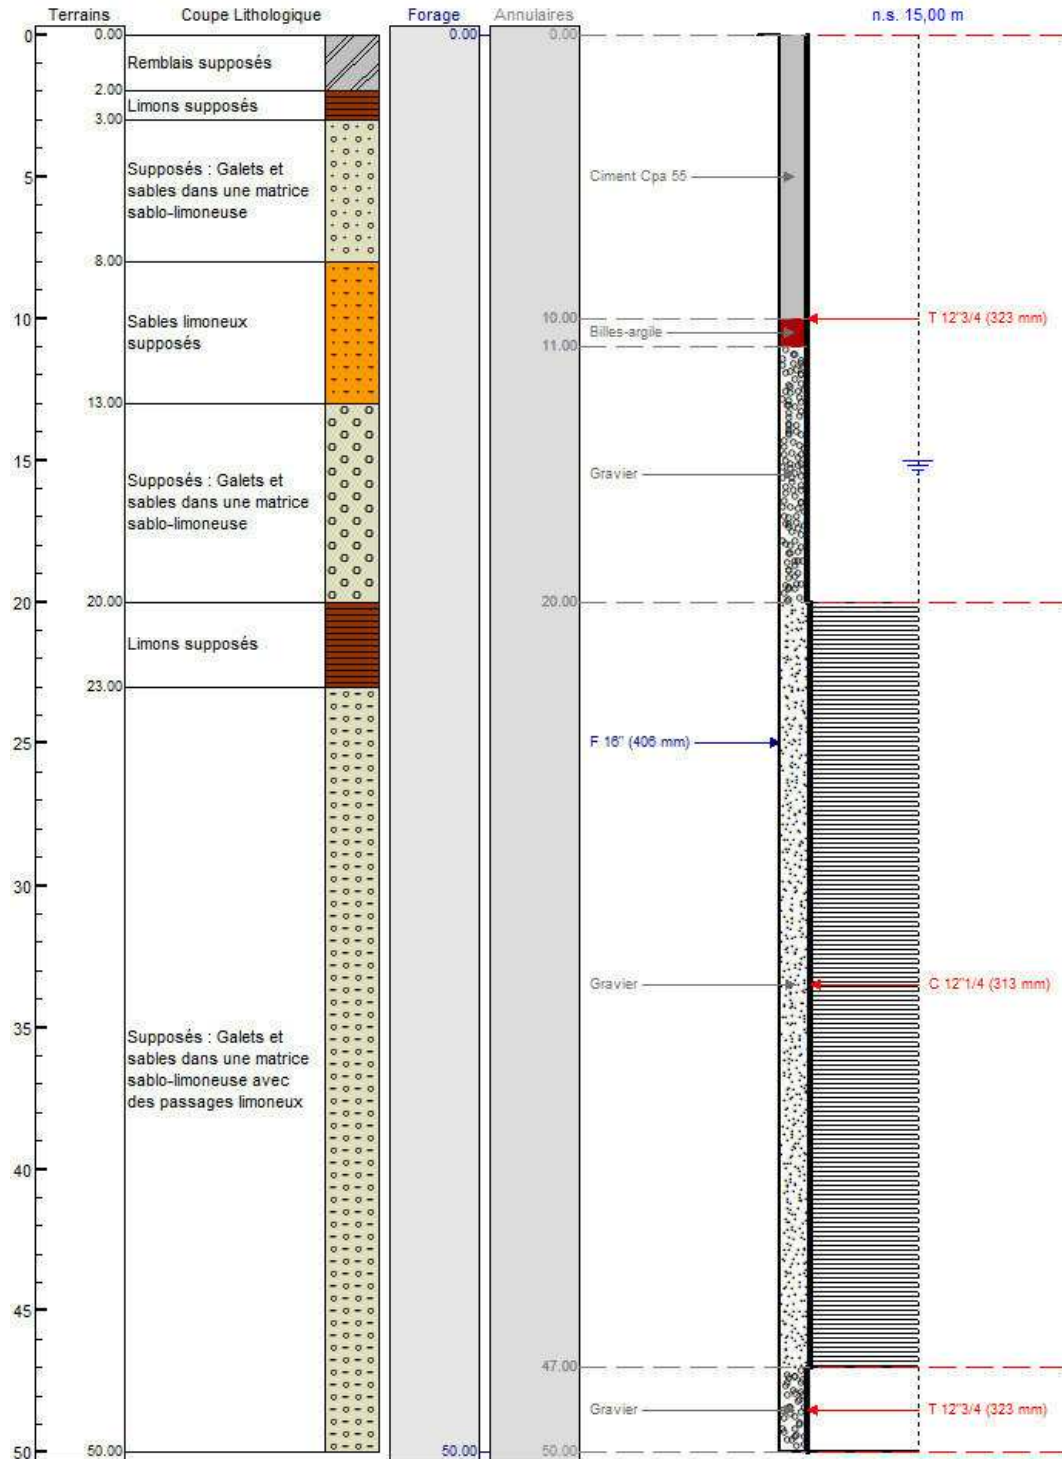 Terrains Coupe Lithologique Forage Annulaires n.s. 15,00 m
0 0.00 0.00 0.00
Remblais supposés
2.00
Limons supposés
3.00
Supposés : Galets et
sables dans une matrice
sablo-limoneuse
5
Ciment Cpa 55
8.00
Sables limoneux
supposés
10
10.00
T 12"3/4 (323 mm)
Billes-argile
11.00
13.00
15
Supposés : Galets et
sables dans une matrice
sablo-limoneuse
Gravier
20 20.00 20.00
Limons supposés
23.00
25
F 16" (406 mm)
30
Gravier
C 12"1/4 (313 mm)
35
Supposés : Galets et
sables dans une matrice
sablo-limoneuse avec
des passages limoneux
40
45
47.00
Gravier
T 12"3/4 (323 mm)
50 50.00 50.00 50.00